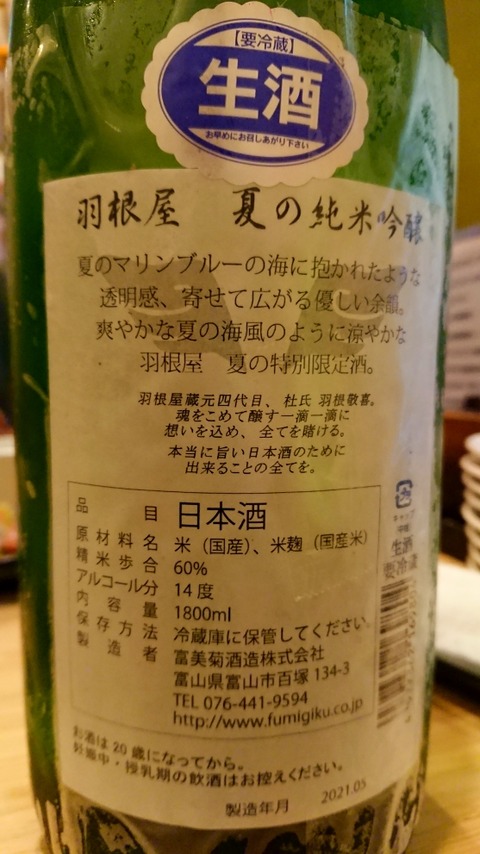 【要冷蔵】
生酒
お早めにお召しあがり下さい
羽根屋　夏の純米吟醸
夏のマリンブルーの海に抱かれたような
透明感、寄せて広がる優しい余韻。
爽やかな夏の海風のように涼やかな
羽根屋　夏の特別限定酒。
羽根屋蔵元四代目、杜氏 羽根敬喜。
魂をこめて醸す一滴一滴に
想いを込め、全てを賭ける。
本当に旨い日本酒のために
出来ることの全てを。
品目 日本酒
原材料名 米（国産）、米麹（国産米）
精米歩合 60%
アルコール分 14度
内容量 1800ml
保存方法 冷蔵庫に保管してください。
製造者 富美菊酒造株式会社
富山県富山市百塚 134-3
TEL 076-441-9594
http://www.fumigiku.co.jp
キャップ
生酒
要冷蔵
お酒は20歳になってから。
妊娠中・授乳期の飲酒はお控えください。
製造年月 2021.05